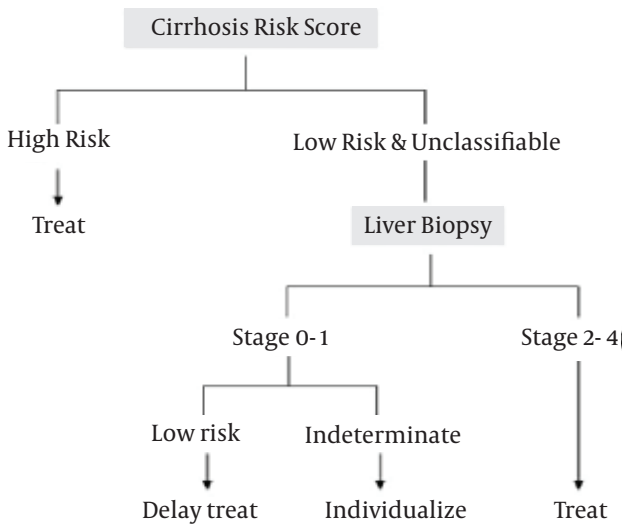 Cirrhosis Risk Score
High Risk
Low Risk & Unclassifiable
Treat
Liver Biopsy
Stage 0-1
Stage 2- 4
Low risk
Indeterminate
Delay treat
Individualize
Treat